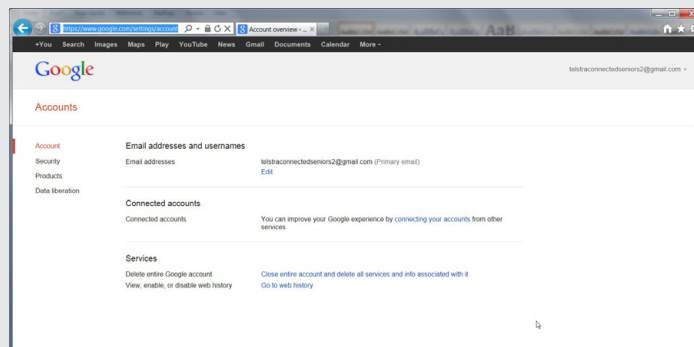 https://www.google.com/settings/account
Account overview - ...
+You Search Images Maps Play YouTube News Gmail Documents Calendar More -
Google
telstraconnectedseniors2@gmail.com
Accounts
Account
Security
Products
Data liberation
Email addresses and usernames
Email addresses telstraconnectedseniors2@gmail.com (Primary email)
Edit
Connected accounts
Connected accounts You can improve your Google experience by connecting your accounts from other
services.
Services
Delete entire Google account Close entire account and delete all services and info associated with it
View, enable, or disable web history Go to web history